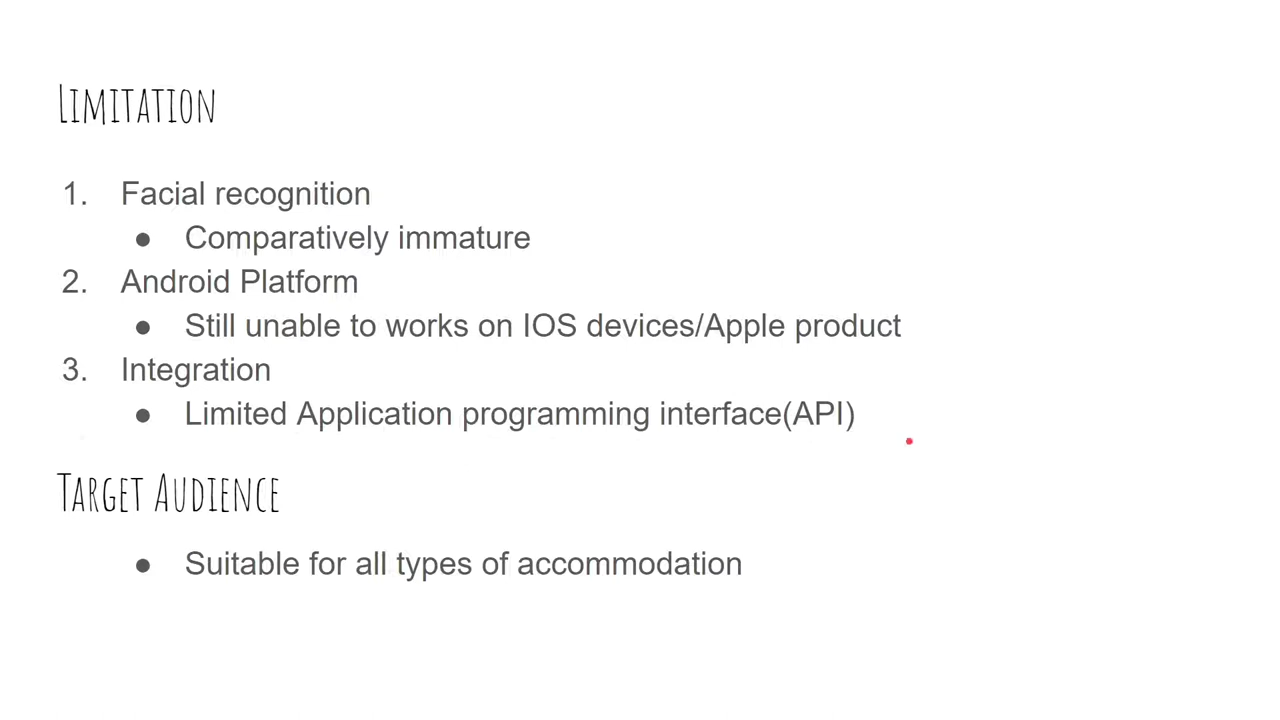 LIMITATION
1. Facial recognition
● Comparatively immature
2. Android Platform
● Still unable to works on IOS devices/Apple product
3. Integration
● Limited Application programming interface(API)
TARGET AUDIENCE
● Suitable for all types of accommodation